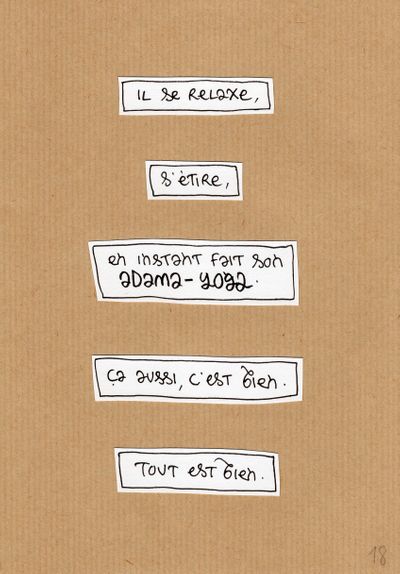 il se relaxe,
s'étire,
en instant fait son
adama-yoga.
ça aussi, c'est bien.
Tout est bien.
18